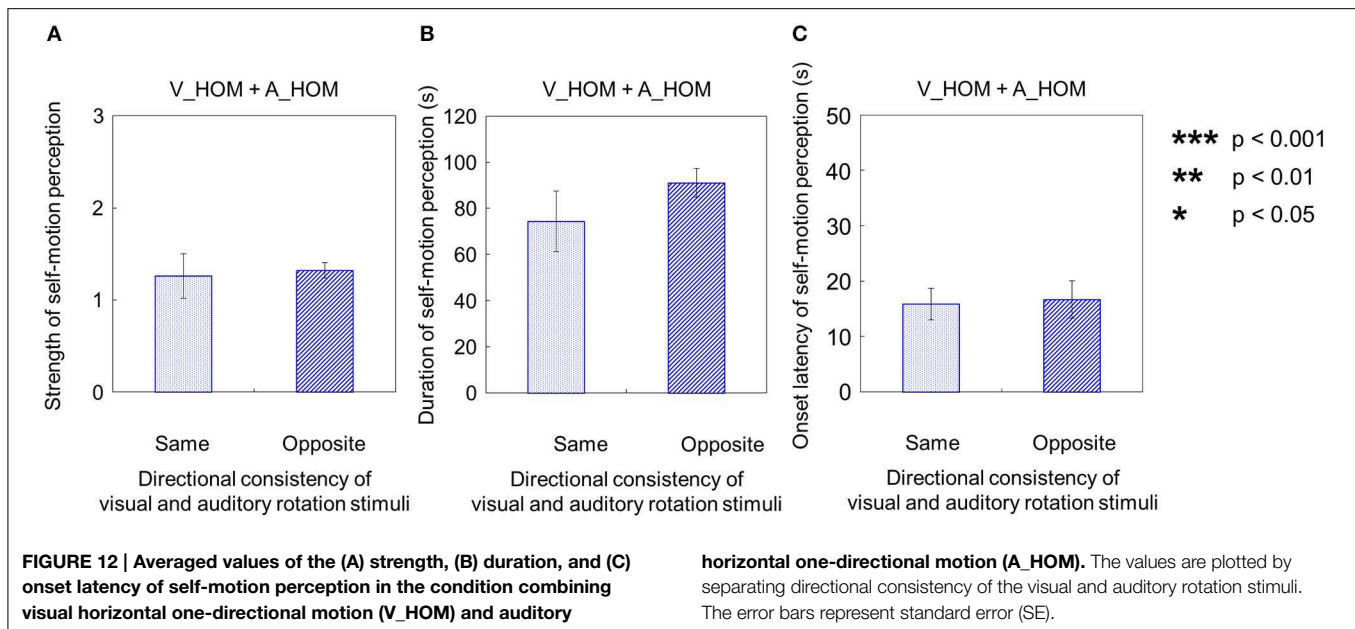 A
V_HOM + A_HOM
Strength of self-motion perception
3
2
1
0
Same Opposite
Directional consistency of
visual and auditory rotation stimuli
B
V_HOM + A_HOM
Duration of self-motion perception (s)
120
100
80
60
40
20
0
Same Opposite
Directional consistency of
visual and auditory rotation stimuli
C
V_HOM + A_HOM
Onset latency of self-motion perception (s)
50
40
30
20
10
0
Same Opposite
Directional consistency of
visual and auditory rotation stimuli
*** p < 0.001
** p < 0.01
* p < 0.05
FIGURE 12 | Averaged values of the (A) strength, (B) duration, and (C)
onset latency of self-motion perception in the condition combining
visual horizontal one-directional motion (V_HOM) and auditory
horizontal one-directional motion (A_HOM). The values are plotted by
separating directional consistency of the visual and auditory rotation stimuli.
The error bars represent standard error (SE).